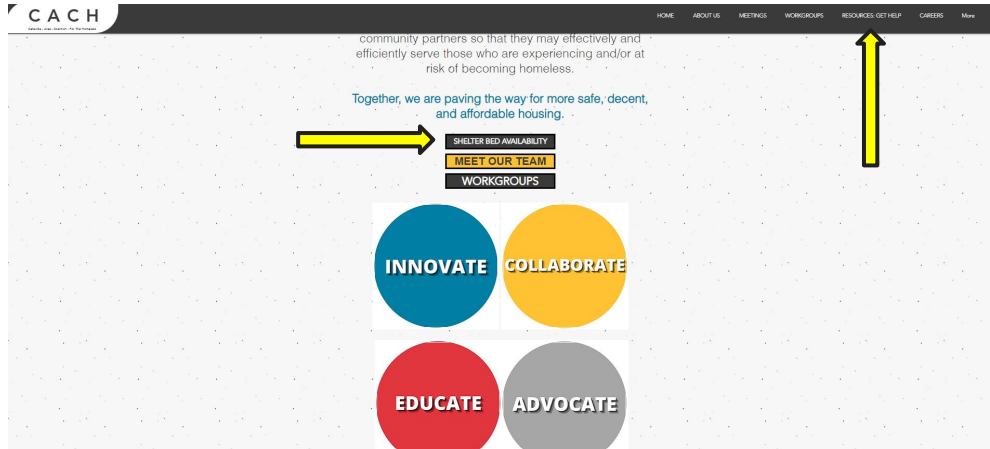 CACH
HOME ABOUT US MEETINGS WORKGROUPS RESOURCES: GET HELP CAREERS More
community partners so that they may effectively and
efficiently serve those who are experiencing and/or at
risk of becoming homeless.
Together, we are paving the way for more safe, decent,
and affordable housing.
SHELTER BED AVAILABILITY
MEET OUR TEAM
WORKGROUPS
INNOVATE COLLABORATE
EDUCATE ADVOCATE